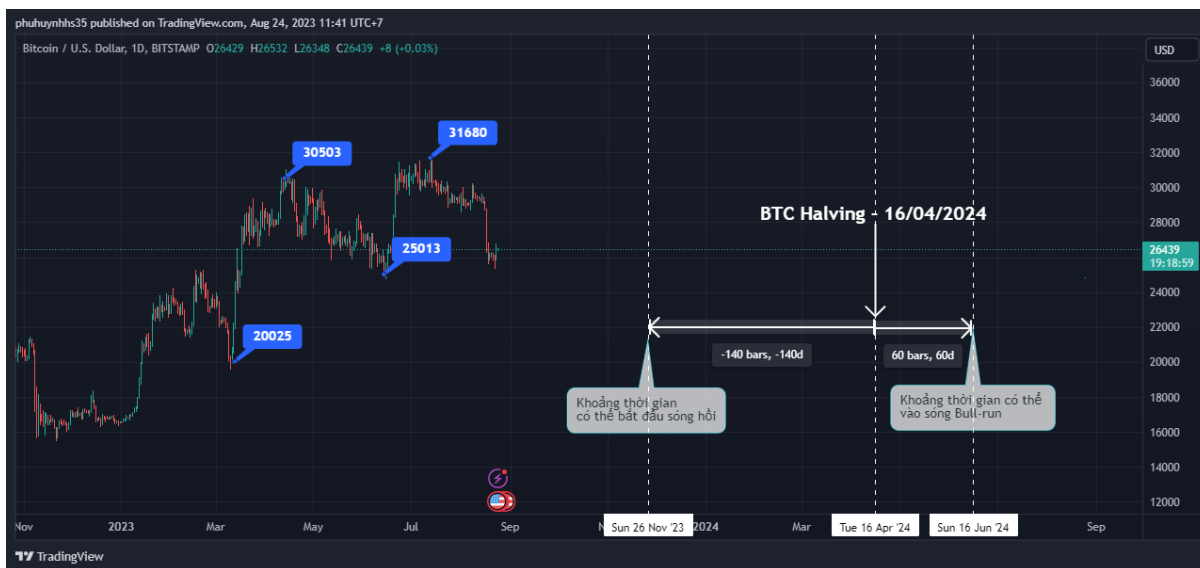 phuhuynhhs35 published on TradingView.com, Aug 24, 2023 11:41 UTC+7
Bitcoin / U.S. Dollar, 1D, BITSTAMP O26429 H26532 L26348 C26439 +8 (+0.03%)
USD
36000
34000
32000
30000
28000
26439
19:18:59
24000
22000
20000
18000
16000
14000
12000
31680
30503
25013
20025
BTC Halving - 16/04/2024
-140 bars, -140d
60 bars, 60d
Khoảng thời gian
có thể bắt đầu sóng hồi
Khoảng thời gian có thể
vào sóng Bull-run
Nov 2023 Mar May Jul Sep Sun 26 Nov '23 2024 Mar Tue 16 Apr '24 Sun 16 Jun '24 Sep
TradingView